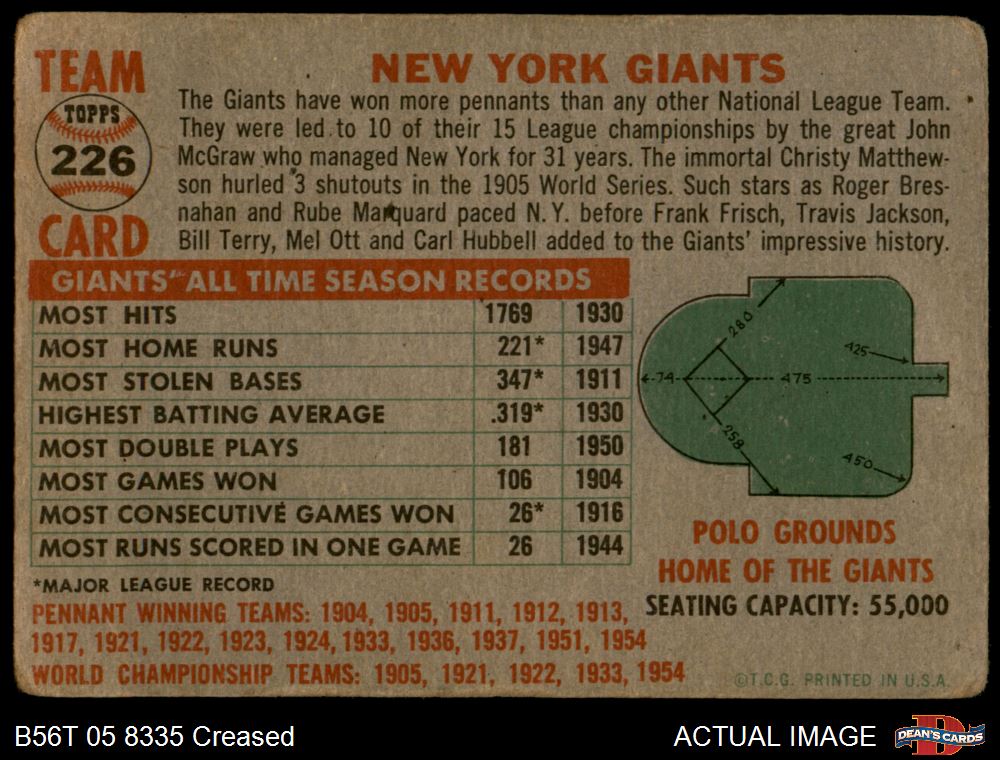 TEAM
TOPPS
226
CARD
NEW YORK GIANTS
The Giants have won more pennants than any other National League Team.
They were led to 10 of their 15 League championships by the great John
McGraw who managed New York for 31 years. The immortal Christy Matthew-
son hurled 3 shutouts in the 1905 World Series. Such stars as Roger Bres-
nahan and Rube Marquard paced N.Y. before Frank Frisch, Travis Jackson,
Bill Terry, Mel Ott and Carl Hubbell added to the Giants' impressive history.
GIANTS' ALL TIME SEASON RECORDS
MOST HITS 1769 1930
MOST HOME RUNS 221* 1947
MOST STOLEN BASES 347* 1911
HIGHEST BATTING AVERAGE .319* 1930
MOST DOUBLE PLAYS 181 1950
MOST GAMES WON 106 1904
MOST CONSECUTIVE GAMES WON 26* 1916
MOST RUNS SCORED IN ONE GAME 26 1944
*MAJOR LEAGUE RECORD
PENNANT WINNING TEAMS: 1904, 1905, 1911, 1912, 1913,
1917, 1921, 1922, 1923, 1924, 1933, 1936, 1937, 1951, 1954
WORLD CHAMPIONSHIP TEAMS: 1905, 1921, 1922, 1933, 1954
280
425
74
475
258
450
POLO GROUNDS
HOME OF THE GIANTS
SEATING CAPACITY: 55,000
©T.C.G. PRINTED IN U.S.A.
B56T 05 8335 Creased
ACTUAL IMAGE
D
DEAN'S CARDS